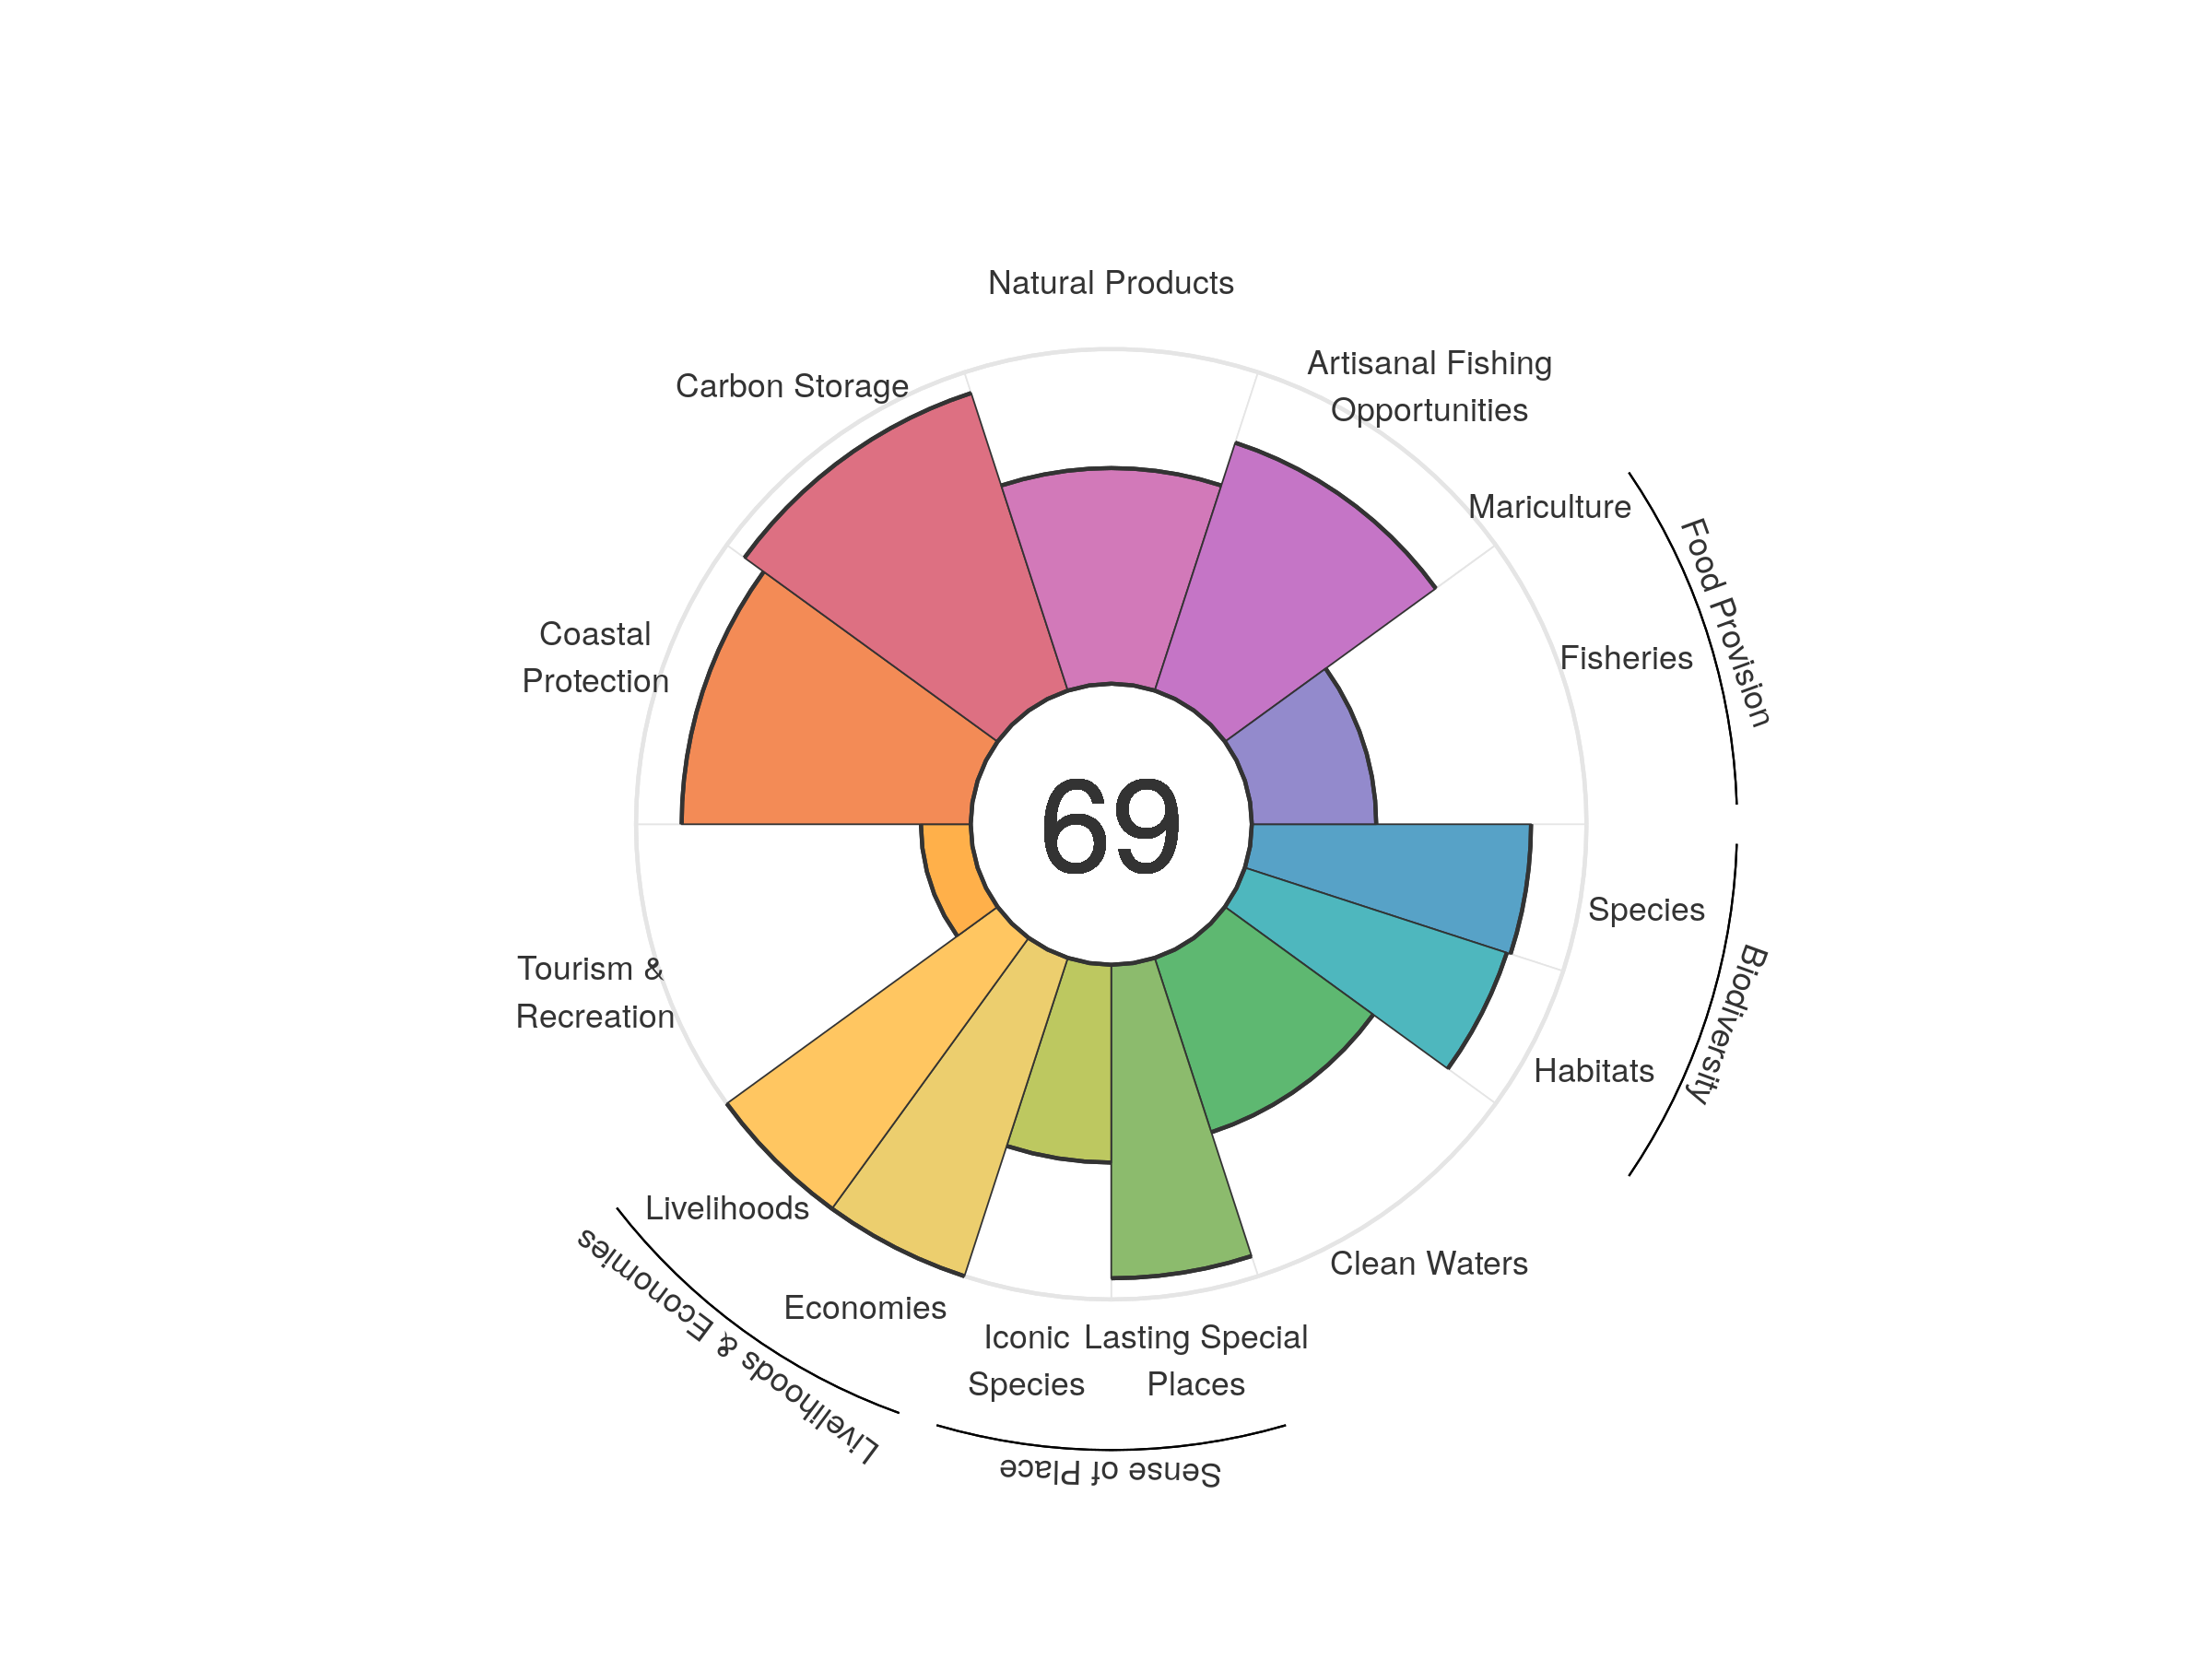 Natural Products
Artisanal Fishing
Opportunities
Carbon Storage
Mariculture
Food Provision
Fisheries
Coastal
Protection
69
Species
Biodiversity
Tourism &
Recreation
Habitats
Livelihoods
Clean Waters
Livelihoods & Economies
Economies
Iconic
Species
Lasting Special
Places
Sense of Place